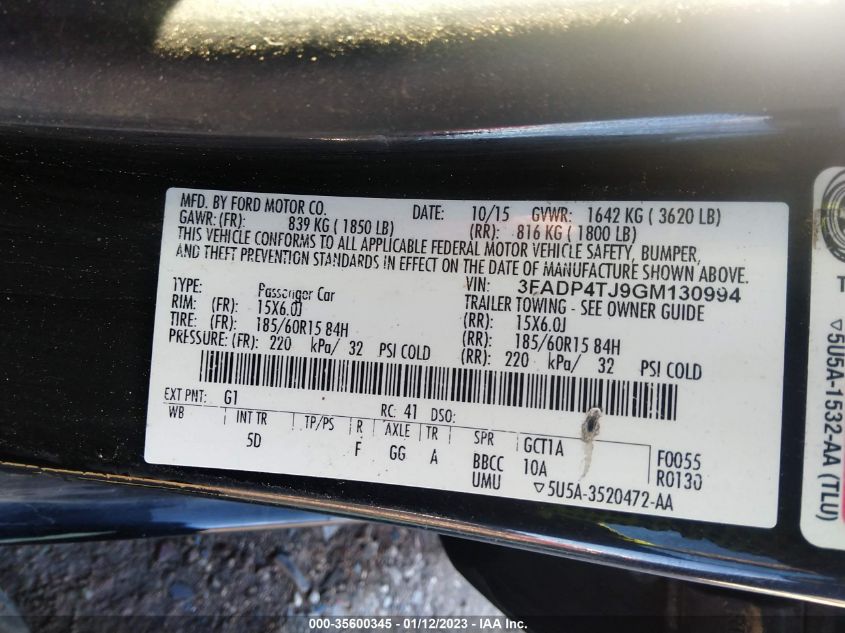 MFD. BY FORD MOTOR CO. DATE: 10/15 GVWR: 1642 KG ( 3620 LB)
GAWR: (FR): 839 KG ( 1850 LB) (RR): 816 KG ( 1800 LB)
THIS VEHICLE CONFORMS TO ALL APPLICABLE FEDERAL MOTOR VEHICLE SAFETY, BUMPER,
AND THEFT PREVENTION STANDARDS IN EFFECT ON THE DATE OF MANUFACTURE SHOWN ABOVE.
VIN: 3FADP4TJ9GM130994
TYPE: Passenger Car TRAILER TOWING - SEE OWNER GUIDE
RIM: (FR): 15X6.0J (RR): 15X6.0J
TIRE: (FR): 185/60R15 84H (RR): 185/60R15 84H
PRESSURE: (FR): 220 kPa/ 32 PSI COLD (RR): 220 kPa/ 32 PSI COLD
EXT PNT: G1 RC: 41 DSO:
WB INT TR TP/PS R AXLE TR SPR GCT1A F0055
5D F GG A BBCC 10A R0130
UMU ▽5U5A-3520472-AA
T
▽5U5A-1532-AA (TLU)
000-35600345 | 01/12/2023 - IAA Inc.